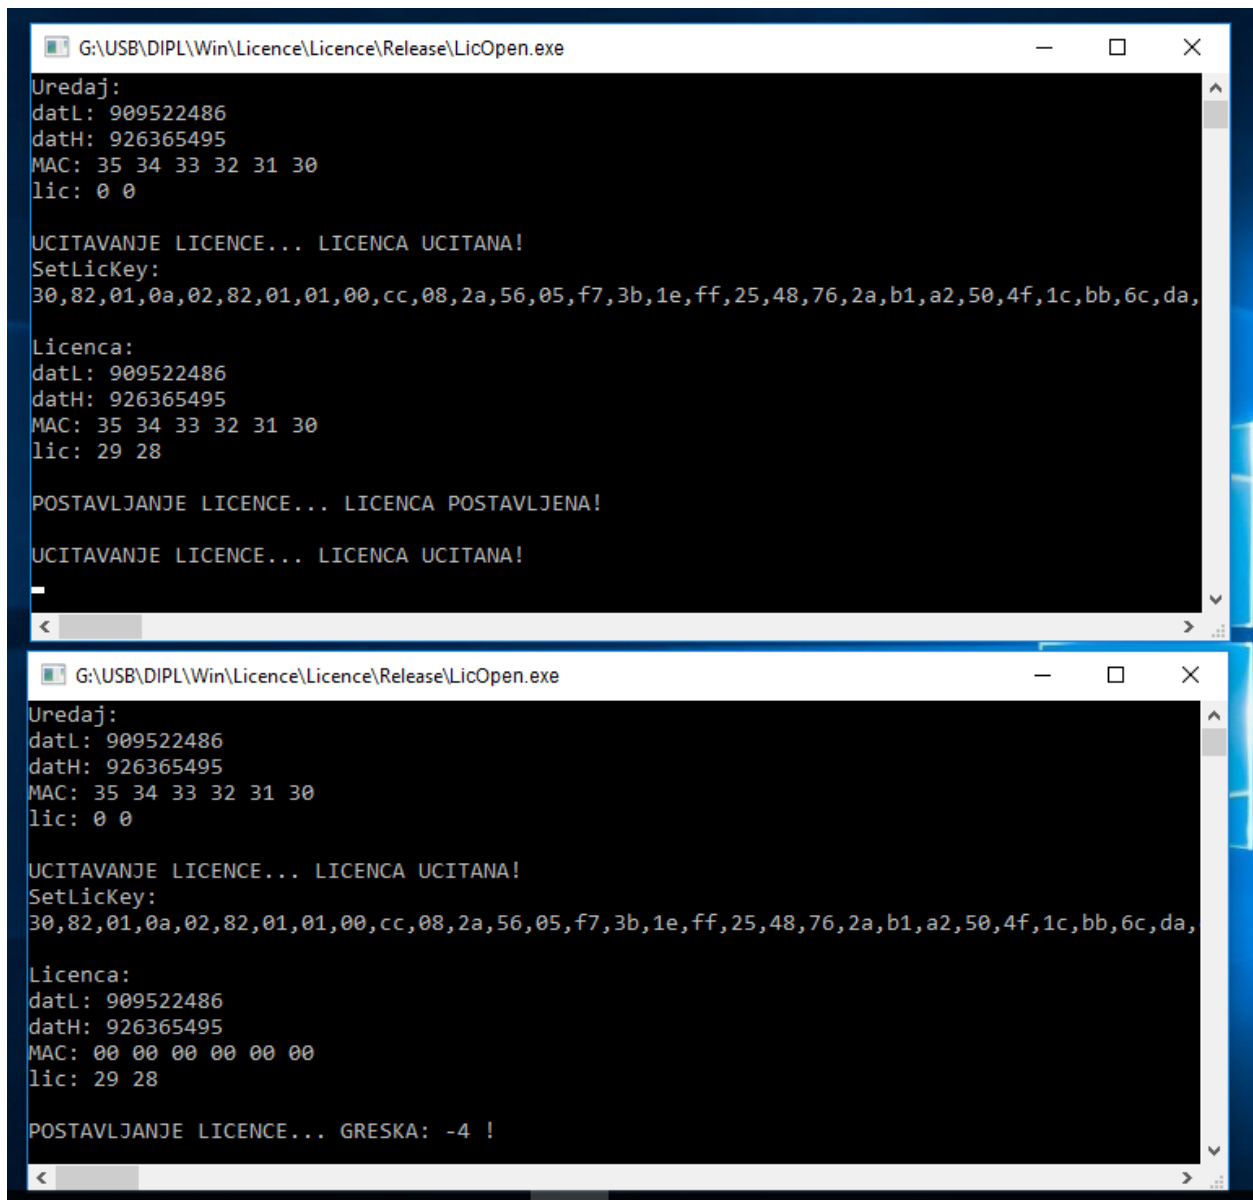 G:\USB\DIPL\Win\Licence\Licence\Release\LicOpen.exe
Uredaj:
datL: 909522486
datH: 926365495
MAC: 35 34 33 32 31 30
lic: 0 0
UCITAVANJE LICENCE... LICENCA UCITANA!
SetLicKey:
30,82,01,0a,02,82,01,01,00,cc,08,2a,56,05,f7,3b,1e,ff,25,48,76,2a,b1,a2,50,4f,1c,bb,6c,da,
Licenca:
datL: 909522486
datH: 926365495
MAC: 35 34 33 32 31 30
lic: 29 28
POSTAVLJANJE LICENCE... LICENCA POSTAVLJENA!
UCITAVANJE LICENCE... LICENCA UCITANA!
G:\USB\DIPL\Win\Licence\Licence\Release\LicOpen.exe
Uredaj:
datL: 909522486
datH: 926365495
MAC: 35 34 33 32 31 30
lic: 0 0
UCITAVANJE LICENCE... LICENCA UCITANA!
SetLicKey:
30,82,01,0a,02,82,01,01,00,cc,08,2a,56,05,f7,3b,1e,ff,25,48,76,2a,b1,a2,50,4f,1c,bb,6c,da,
Licenca:
datL: 909522486
datH: 926365495
MAC: 00 00 00 00 00 00
lic: 29 28
POSTAVLJANJE LICENCE... GRESKA: -4 !